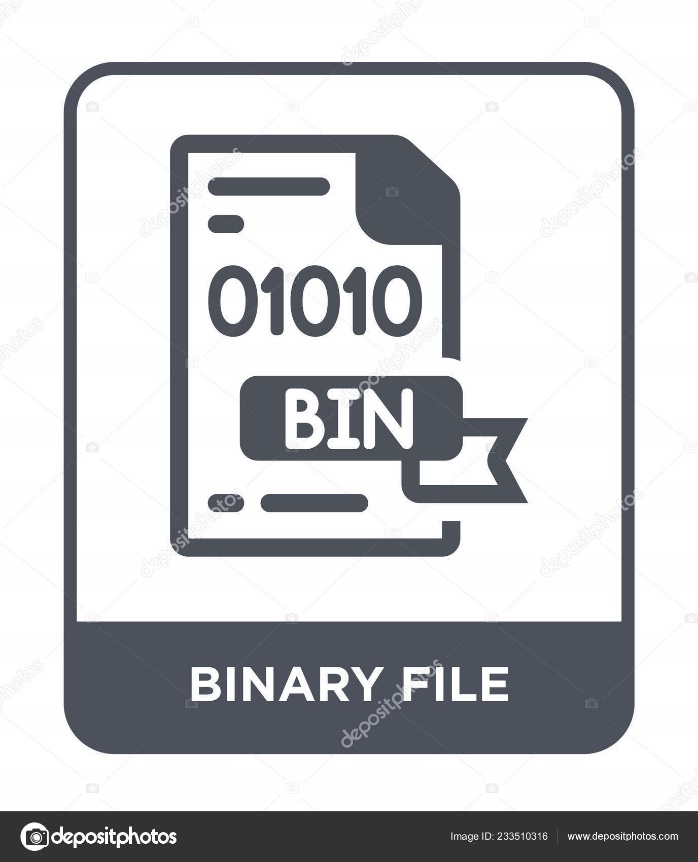 01010
BIN
BINARY FILE
depositphotos
Image ID: 233510316
www.depositphotos.com